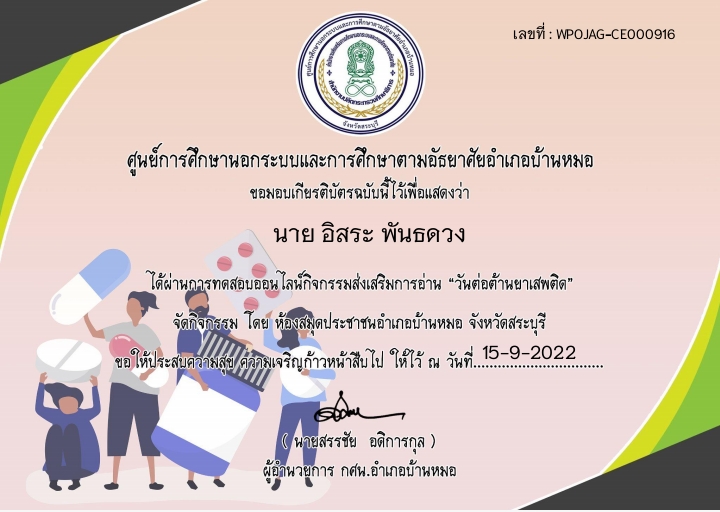 เลขที่ : WPOJAG-CE000916
จังหวัดสระบุรี
ศูนย์การศึกษานอกระบบและการศึกษาตามอัธยาศัยอำเภอบ้านหมอ
ขอมอบเกียรติบัตรฉบับนี้ไว้เพื่อแสดงว่า
นาย อิสระ พันธดวง
ได้ผ่านการทดสอบออนไลน์กิจกรรมส่งเสริมการอ่าน “วันต่อต้านยาเสพติด”
จัดกิจกรรม โดย ห้องสมุดประชาชนอำเภอบ้านหมอ จังหวัดสระบุรี
ขอให้ประสบความสุข ความเจริญก้าวหน้าสืบไป ให้ไว้ ณ วันที่ 15-9-2022
( นายสรรชัย อดิการกุล )
ผู้อำนวยการ กศน.อำเภอบ้านหมอ